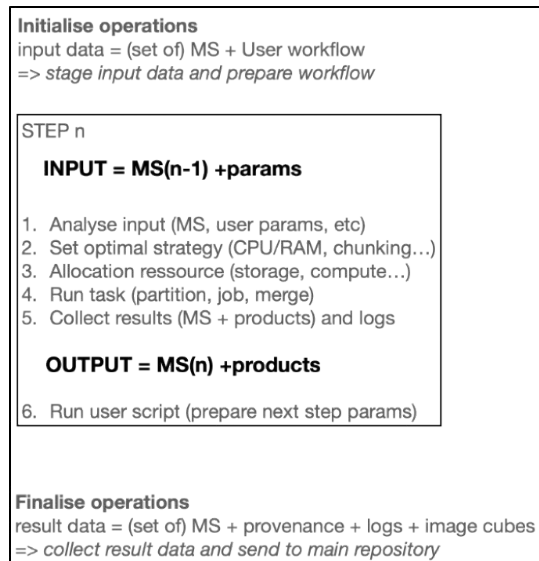 Initialise operations
input data = (set of) MS + User workflow
=> stage input data and prepare workflow
STEP n
INPUT = MS(n-1) +params
1. Analyse input (MS, user params, etc)
2. Set optimal strategy (CPU/RAM, chunking…)
3. Allocation ressource (storage, compute…)
4. Run task (partition, job, merge)
5. Collect results (MS + products) and logs
OUTPUT = MS(n) +products
6. Run user script (prepare next step params)
Finalise operations
result data = (set of) MS + provenance + logs + image cubes
=> collect result data and send to main repository